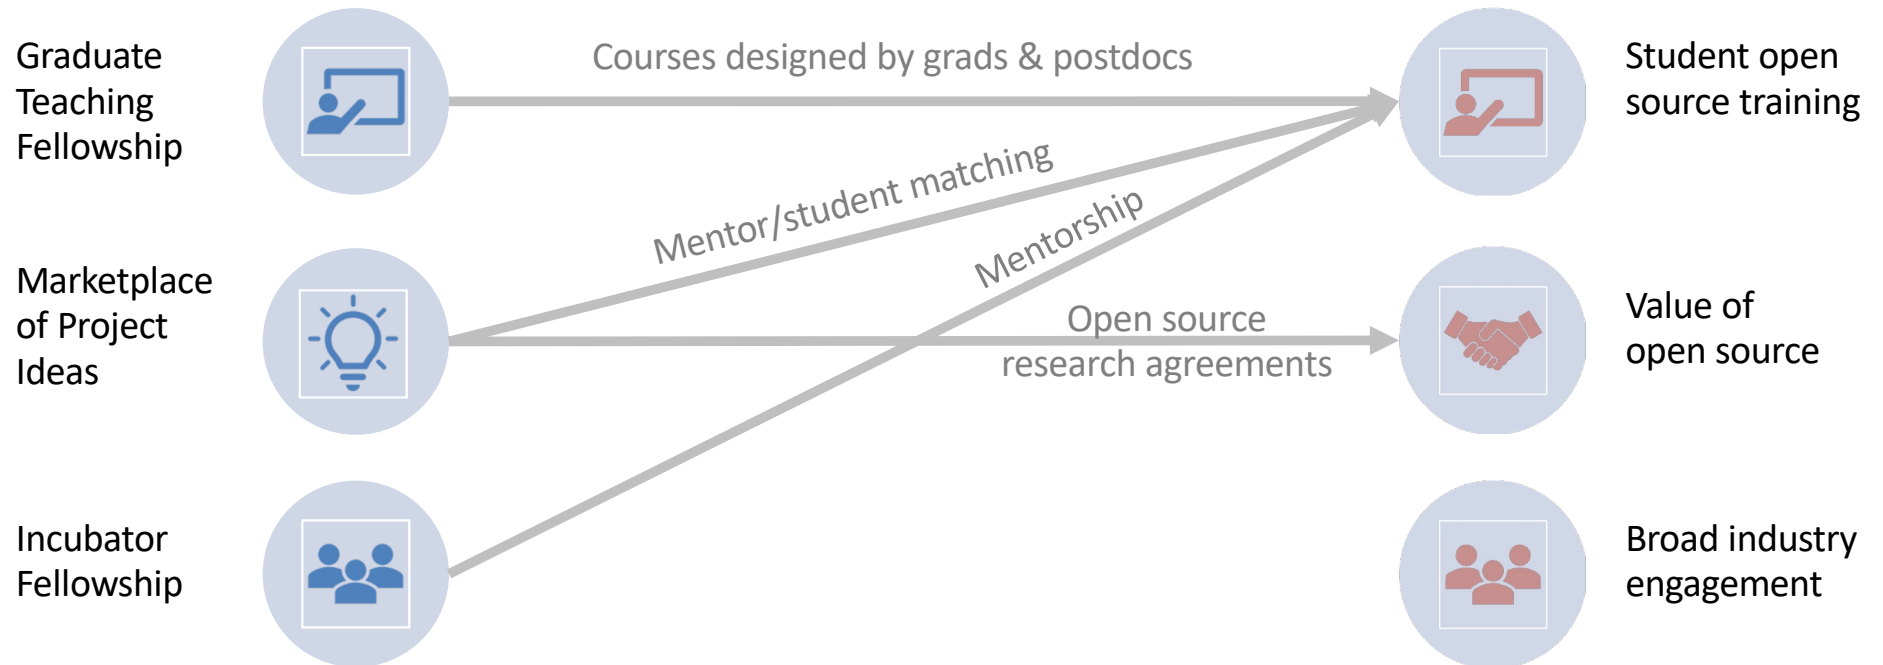 Graduate
Teaching
Fellowship
Courses designed by grads & postdocs
Student open
source training
Mentor/student matching
Mentorship
Marketplace
of Project
Ideas
Open source
research agreements
Value of
open source
Incubator
Fellowship
Broad industry
engagement